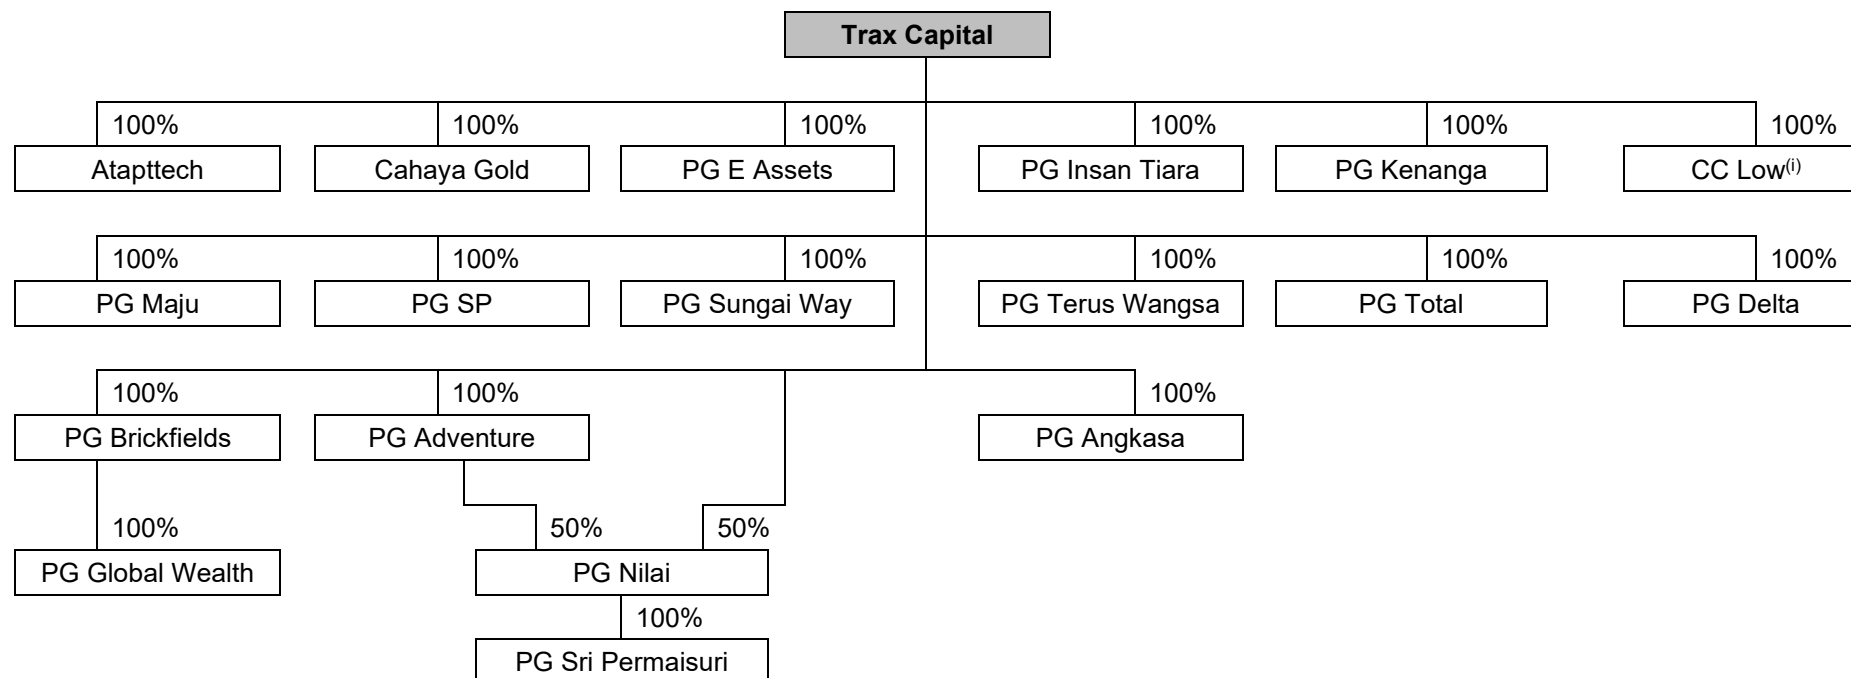 Trax Capital
100% 100% 100% 100% 100% 100%
Atapttech Cahaya Gold PG E Assets PG Insan Tiara PG Kenanga CC Low(i)
100% 100% 100% 100% 100% 100%
PG Maju PG SP PG Sungai Way PG Terus Wangsa PG Total PG Delta
100% 100% 100%
PG Brickfields PG Adventure PG Angkasa
100% 50% 50%
PG Global Wealth PG Nilai
100%
PG Sri Permaisuri